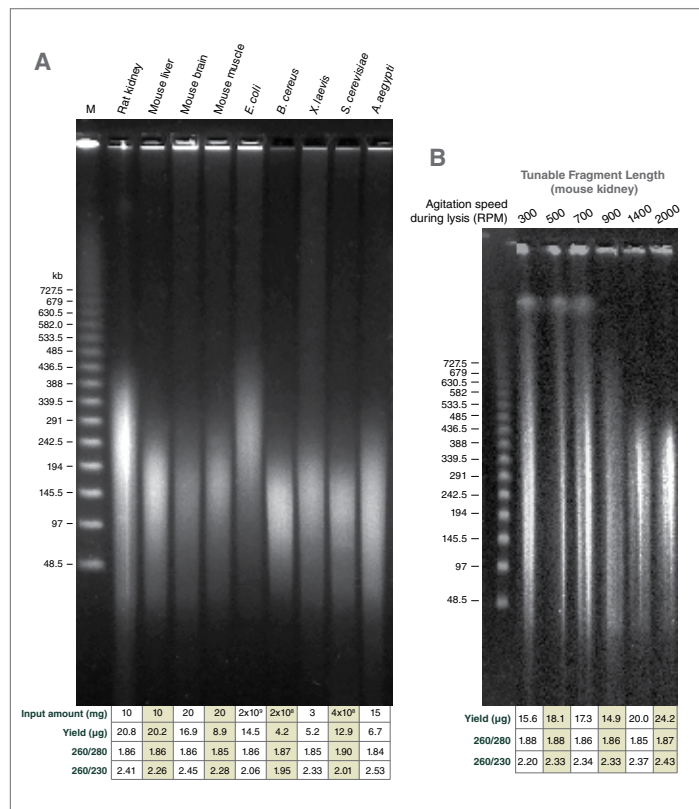 A
M
Rat kidney
Mouse liver
Mouse brain
Mouse muscle
E. coli
B. cereus
X. laevis
S. cerevisiae
A. aegypti
kb
727.5
679
630.5
582.0
533.5
485
436.5
388
339.5
291
242.5
194
145.5
97
48.5
Input amount (mg) 10 10 20 20 2x10⁹ 2x10⁸ 3 4x10⁸ 15
Yield (µg) 20.8 20.2 16.9 8.9 14.5 4.2 5.2 12.9 6.7
260/280 1.86 1.86 1.86 1.85 1.86 1.87 1.85 1.90 1.84
260/230 2.41 2.26 2.45 2.28 2.06 1.95 2.33 2.01 2.53
B
Tunable Fragment Length
(mouse kidney)
Agitation speed
during lysis (RPM) 300 500 700 900 1400 2000
727.5
679
630.5
582
533.5
485
436.5
388
339.5
291
242.5
194
145.5
97
48.5
Yield (µg) 15.6 18.1 17.3 14.9 20.0 24.2
260/280 1.88 1.88 1.86 1.86 1.85 1.87
260/230 2.20 2.33 2.34 2.33 2.37 2.43